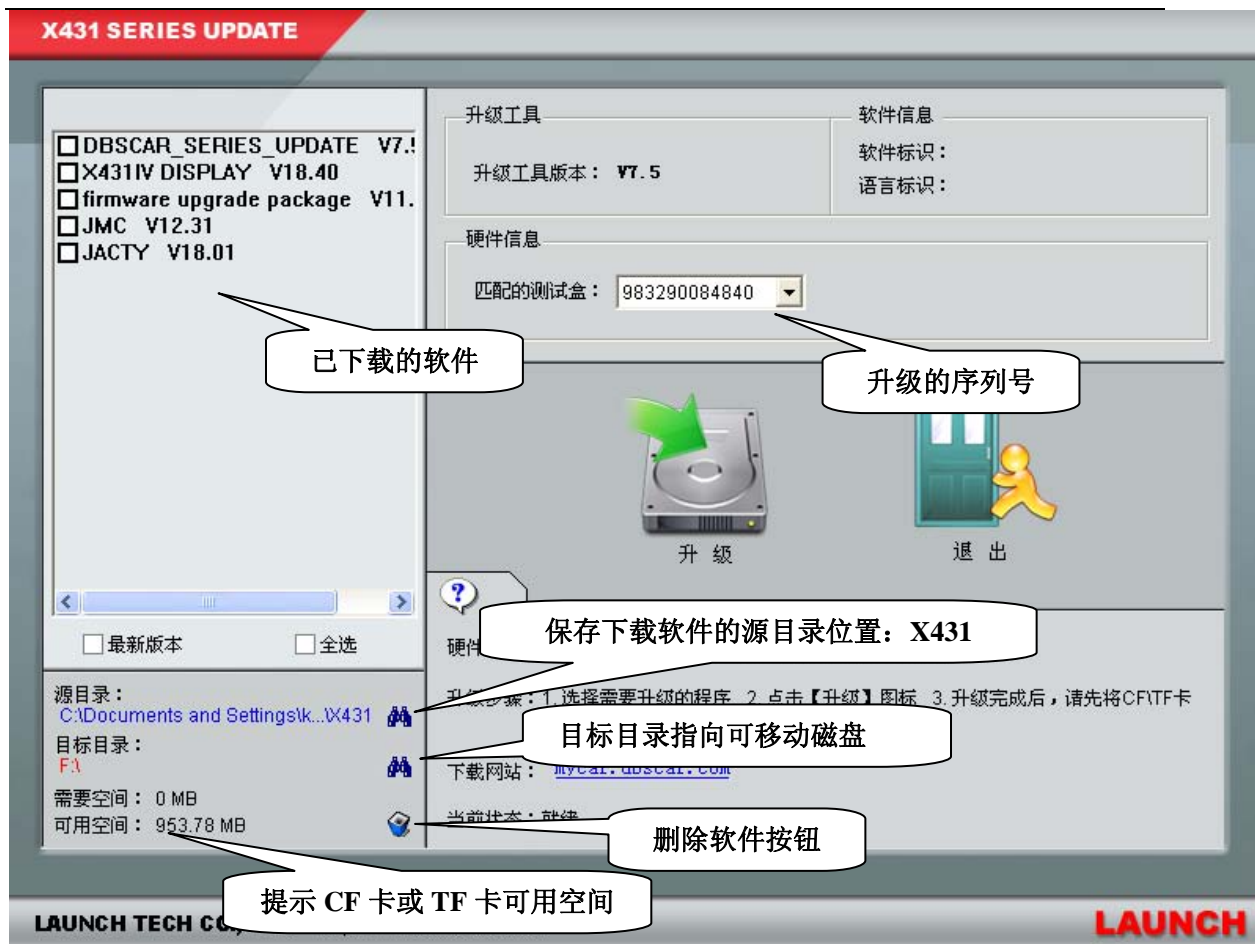 X431 SERIES UPDATE
DBSCAR_SERIES_UPDATE V7.
X431IV DISPLAY V18.40
firmware upgrade package V11.
JMC V12.31
JACTY V18.01
已下载的软件
最新版本 全选
源目录：
C:\Documents and Settings\k...\X431
目标目录：
F:\
需要空间： 0 MB
可用空间： 953.78 MB
提示 CF 卡或 TF 卡可用空间
升级工具
升级工具版本： V7.5
软件信息
软件标识：
语言标识：
硬件信息
匹配的测试盒： 983290084840
升级的序列号
升 级
退 出
?
保存下载软件的源目录位置：X431
硬件
升级步骤：1.选择需要升级的程序 2.点击【升级】图标 3.升级完成后，请先将CF\TF卡
目标目录指向可移动磁盘
下载网站： mycar.dbscar.com
当前状态：就绪
删除软件按钮
LAUNCH TECH CO.,
LAUNCH